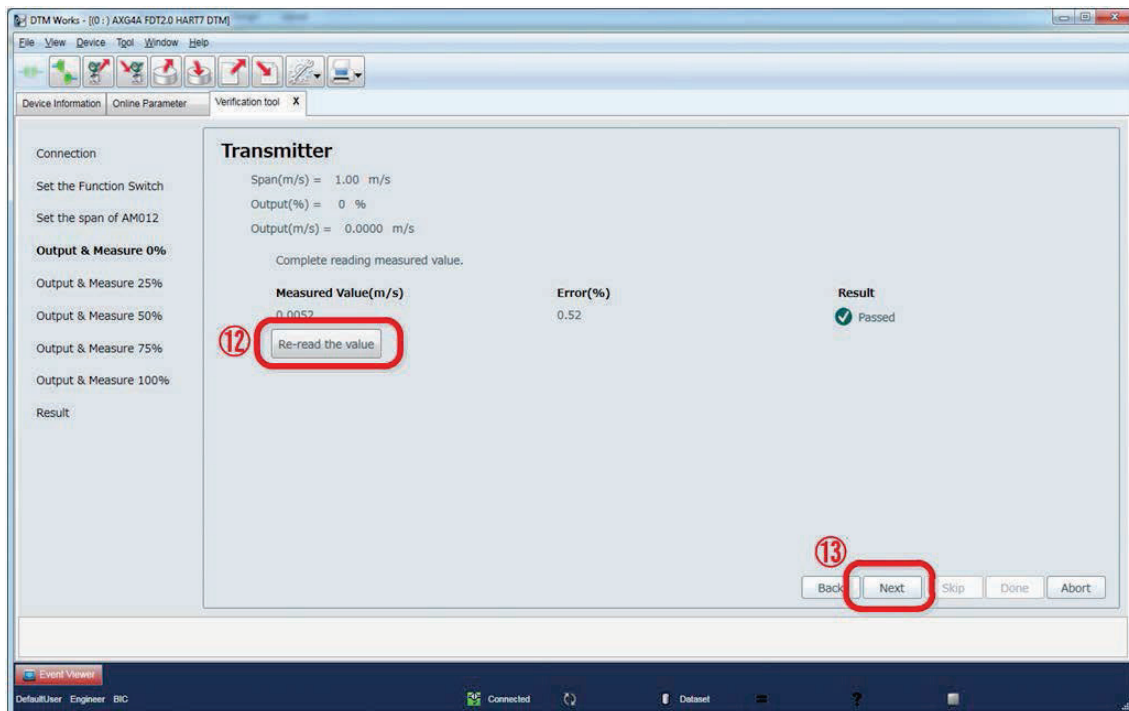 DTM Works - [(0 : ) AXG4A FDT2.0 HART7 DTM]
File View Device Tool Window Help
Device Information Online Parameter Verification tool X
Connection
Set the Function Switch
Set the span of AM012
Output & Measure 0%
Output & Measure 25%
Output & Measure 50%
Output & Measure 75%
Output & Measure 100%
Result
Transmitter
Span(m/s) = 1.00 m/s
Output(%) = 0 %
Output(m/s) = 0.0000 m/s
Complete reading measured value.
Measured Value(m/s) Error(%) Result
0.0052 0.52 Passed
⑫ Re-read the value
⑬
Back Next Skip Done Abort
Event Viewer
DefaultUser Engineer BIC Connected Dataset = ?